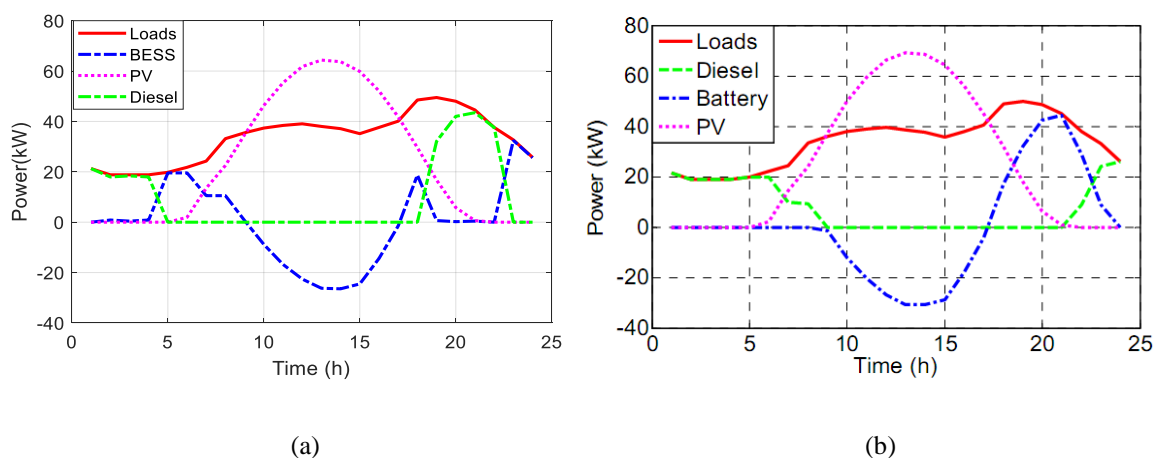 80
60
40
20
0
-20
-40
Power(kW)
Loads
BESS
PV
Diesel
0 5 10 15 20 25
Time (h)
(a)
80
60
40
20
0
-20
-40
Power (kW)
Loads
Diesel
Battery
PV
0 5 10 15 20 25
Time (h)
(b)